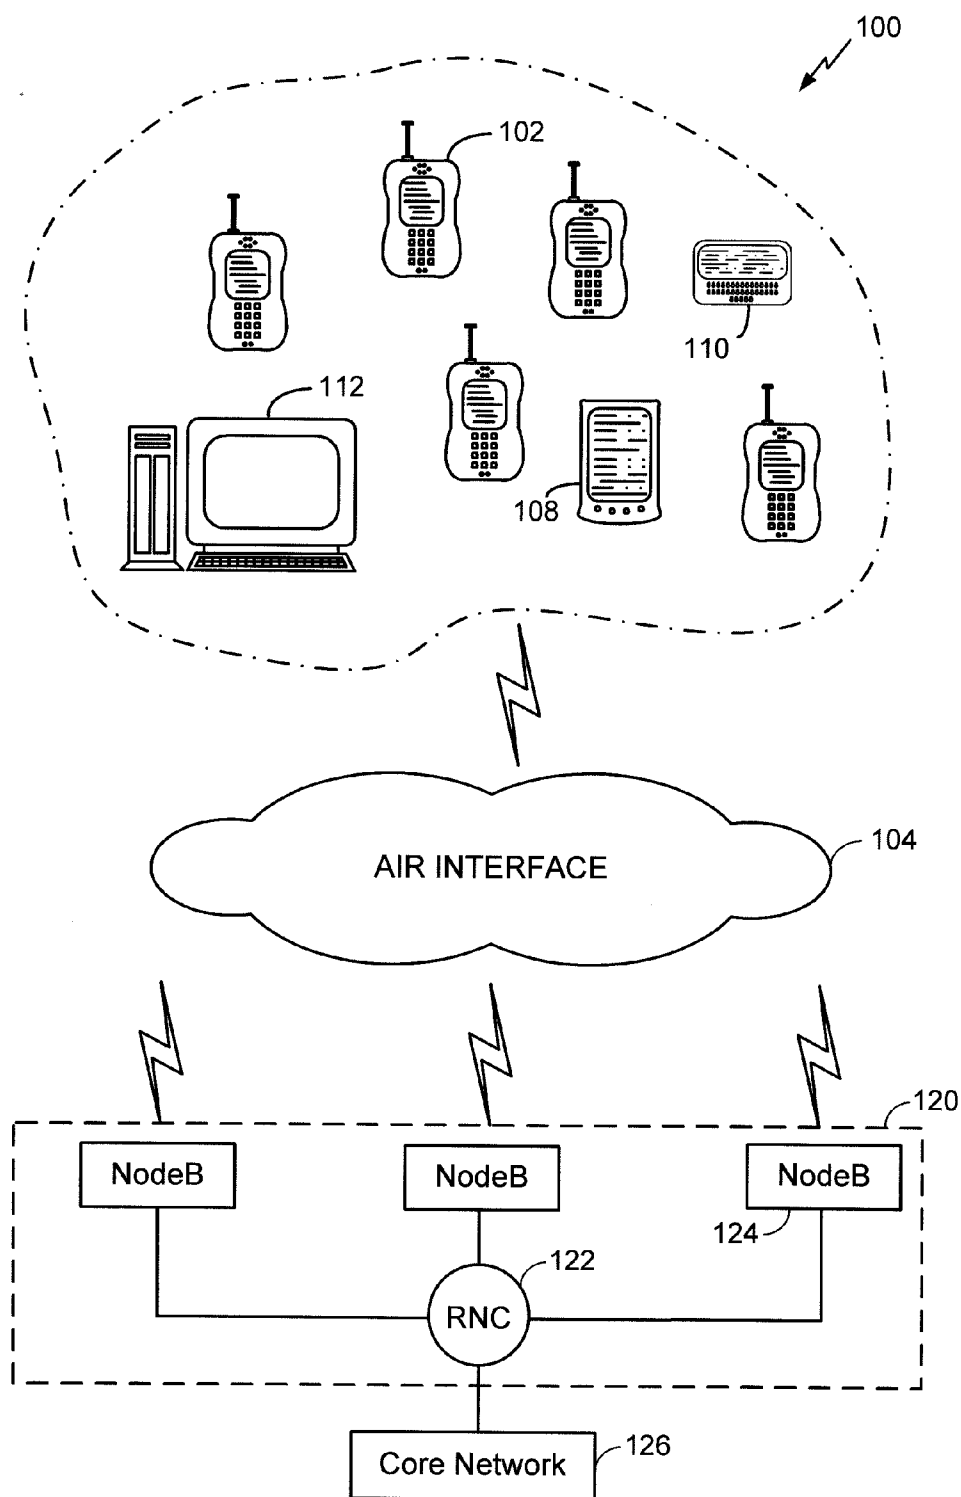 100
102
110
112
108
AIR INTERFACE
104
120
NodeB
NodeB
NodeB
124
122
RNC
Core Network
126